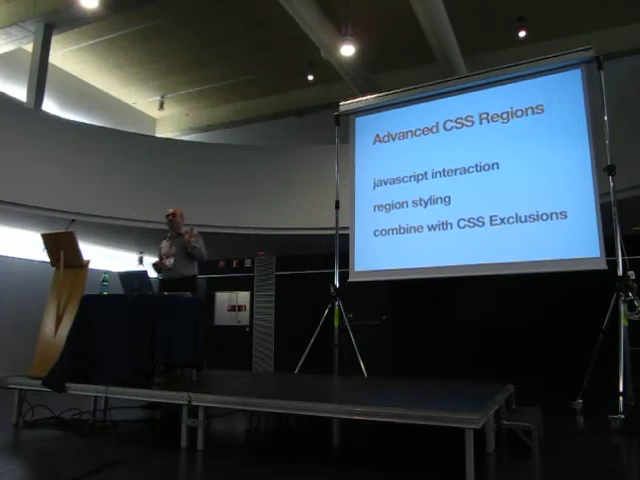 Advanced CSS Regions
javascript interaction
region styling
combine with CSS Exclusions